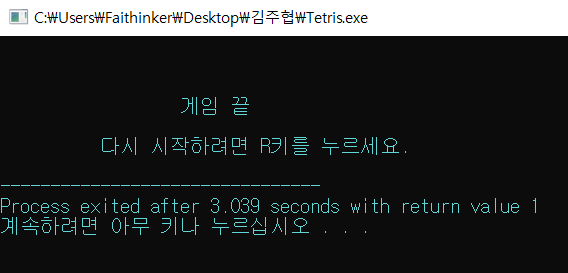 C:₩Users₩Faithinker₩Desktop₩김주협₩Tetris.exe
게임 끝
다시 시작하려면 R키를 누르세요.
--------------------------------
Process exited after 3.039 seconds with return value 1
계속하려면 아무 키나 누르십시오 . . .